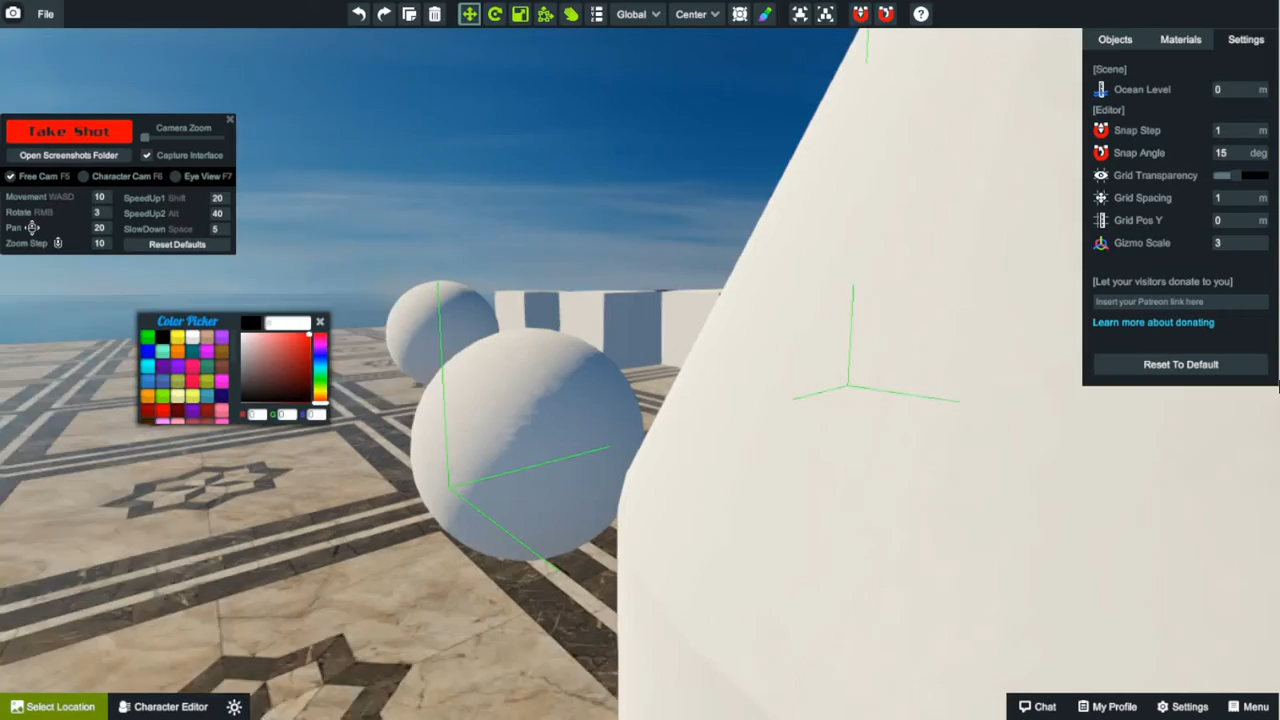 File
Global
Center
Objects
Materials
Settings
[Scene]
Ocean Level 0 m
[Editor]
Snap Step 1 m
Snap Angle 15 deg
Grid Transparency
Grid Spacing 1 m
Grid Pos Y 0 m
Gizmo Scale 3
[Let your visitors donate to you]
Insert your Patreon link here
Learn more about donating
Reset To Default
Take Shot
Camera Zoom
Open Screenshots Folder
Capture Interface
Free Cam F5
Character Cam F6
Eye View F7
Movement WASD 10
SpeedUp1 Shift 20
Rotate RMB 3
SpeedUp2 Alt 40
Pan 20
SlowDown Space 5
Zoom Step 10
Reset Defaults
Color Picker
R 0 G 0 B 0
Select Location
Character Editor
Chat
My Profile
Settings
Menu